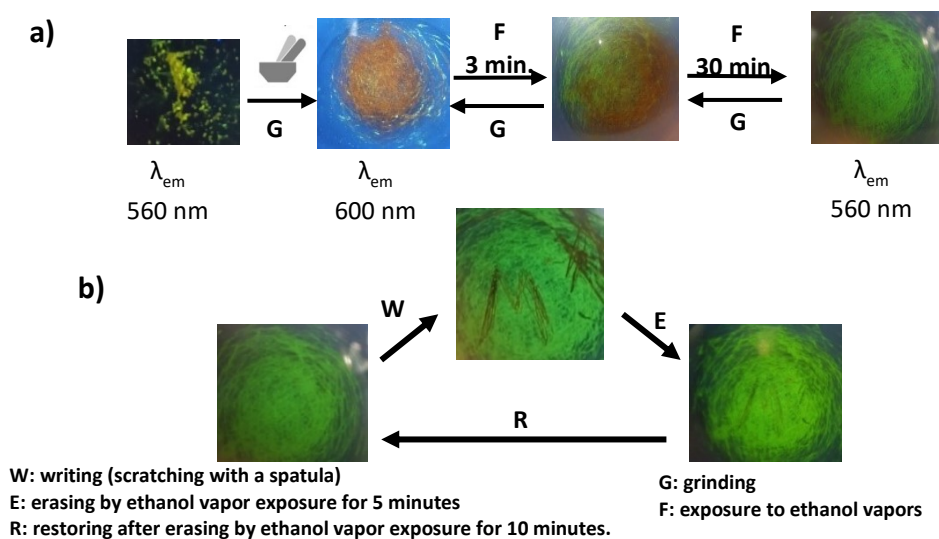 a)
F
3 min.
G
F
30 min
G
G
λem
560 nm
λem
600 nm
λem
560 nm
b)
W
E
R
W: writing (scratching with a spatula)
E: erasing by ethanol vapor exposure for 5 minutes
R: restoring after erasing by ethanol vapor exposure for 10 minutes.
G: grinding
F: exposure to ethanol vapors